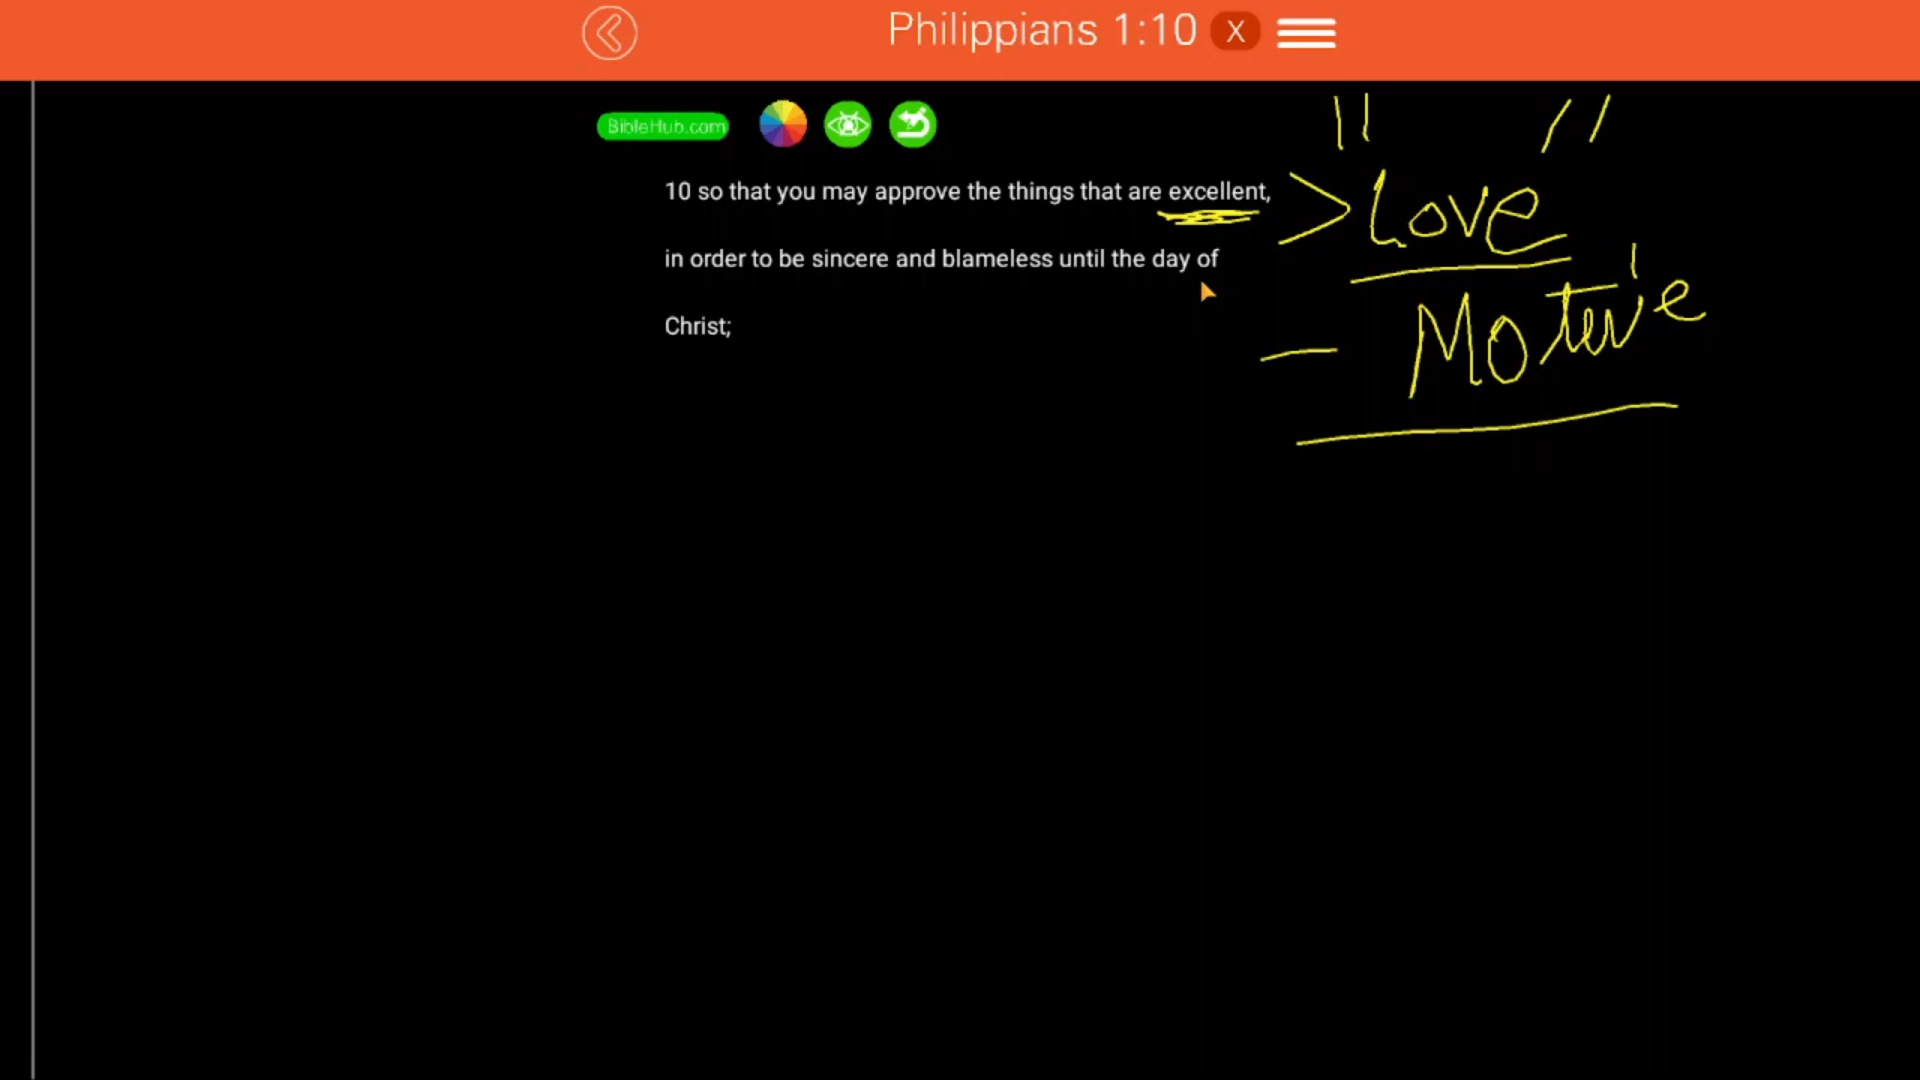 Philippians 1:10 X
BibleHub.com
10 so that you may approve the things that are excellent,
in order to be sincere and blameless until the day of
Christ;
" "
> Love
- Motive